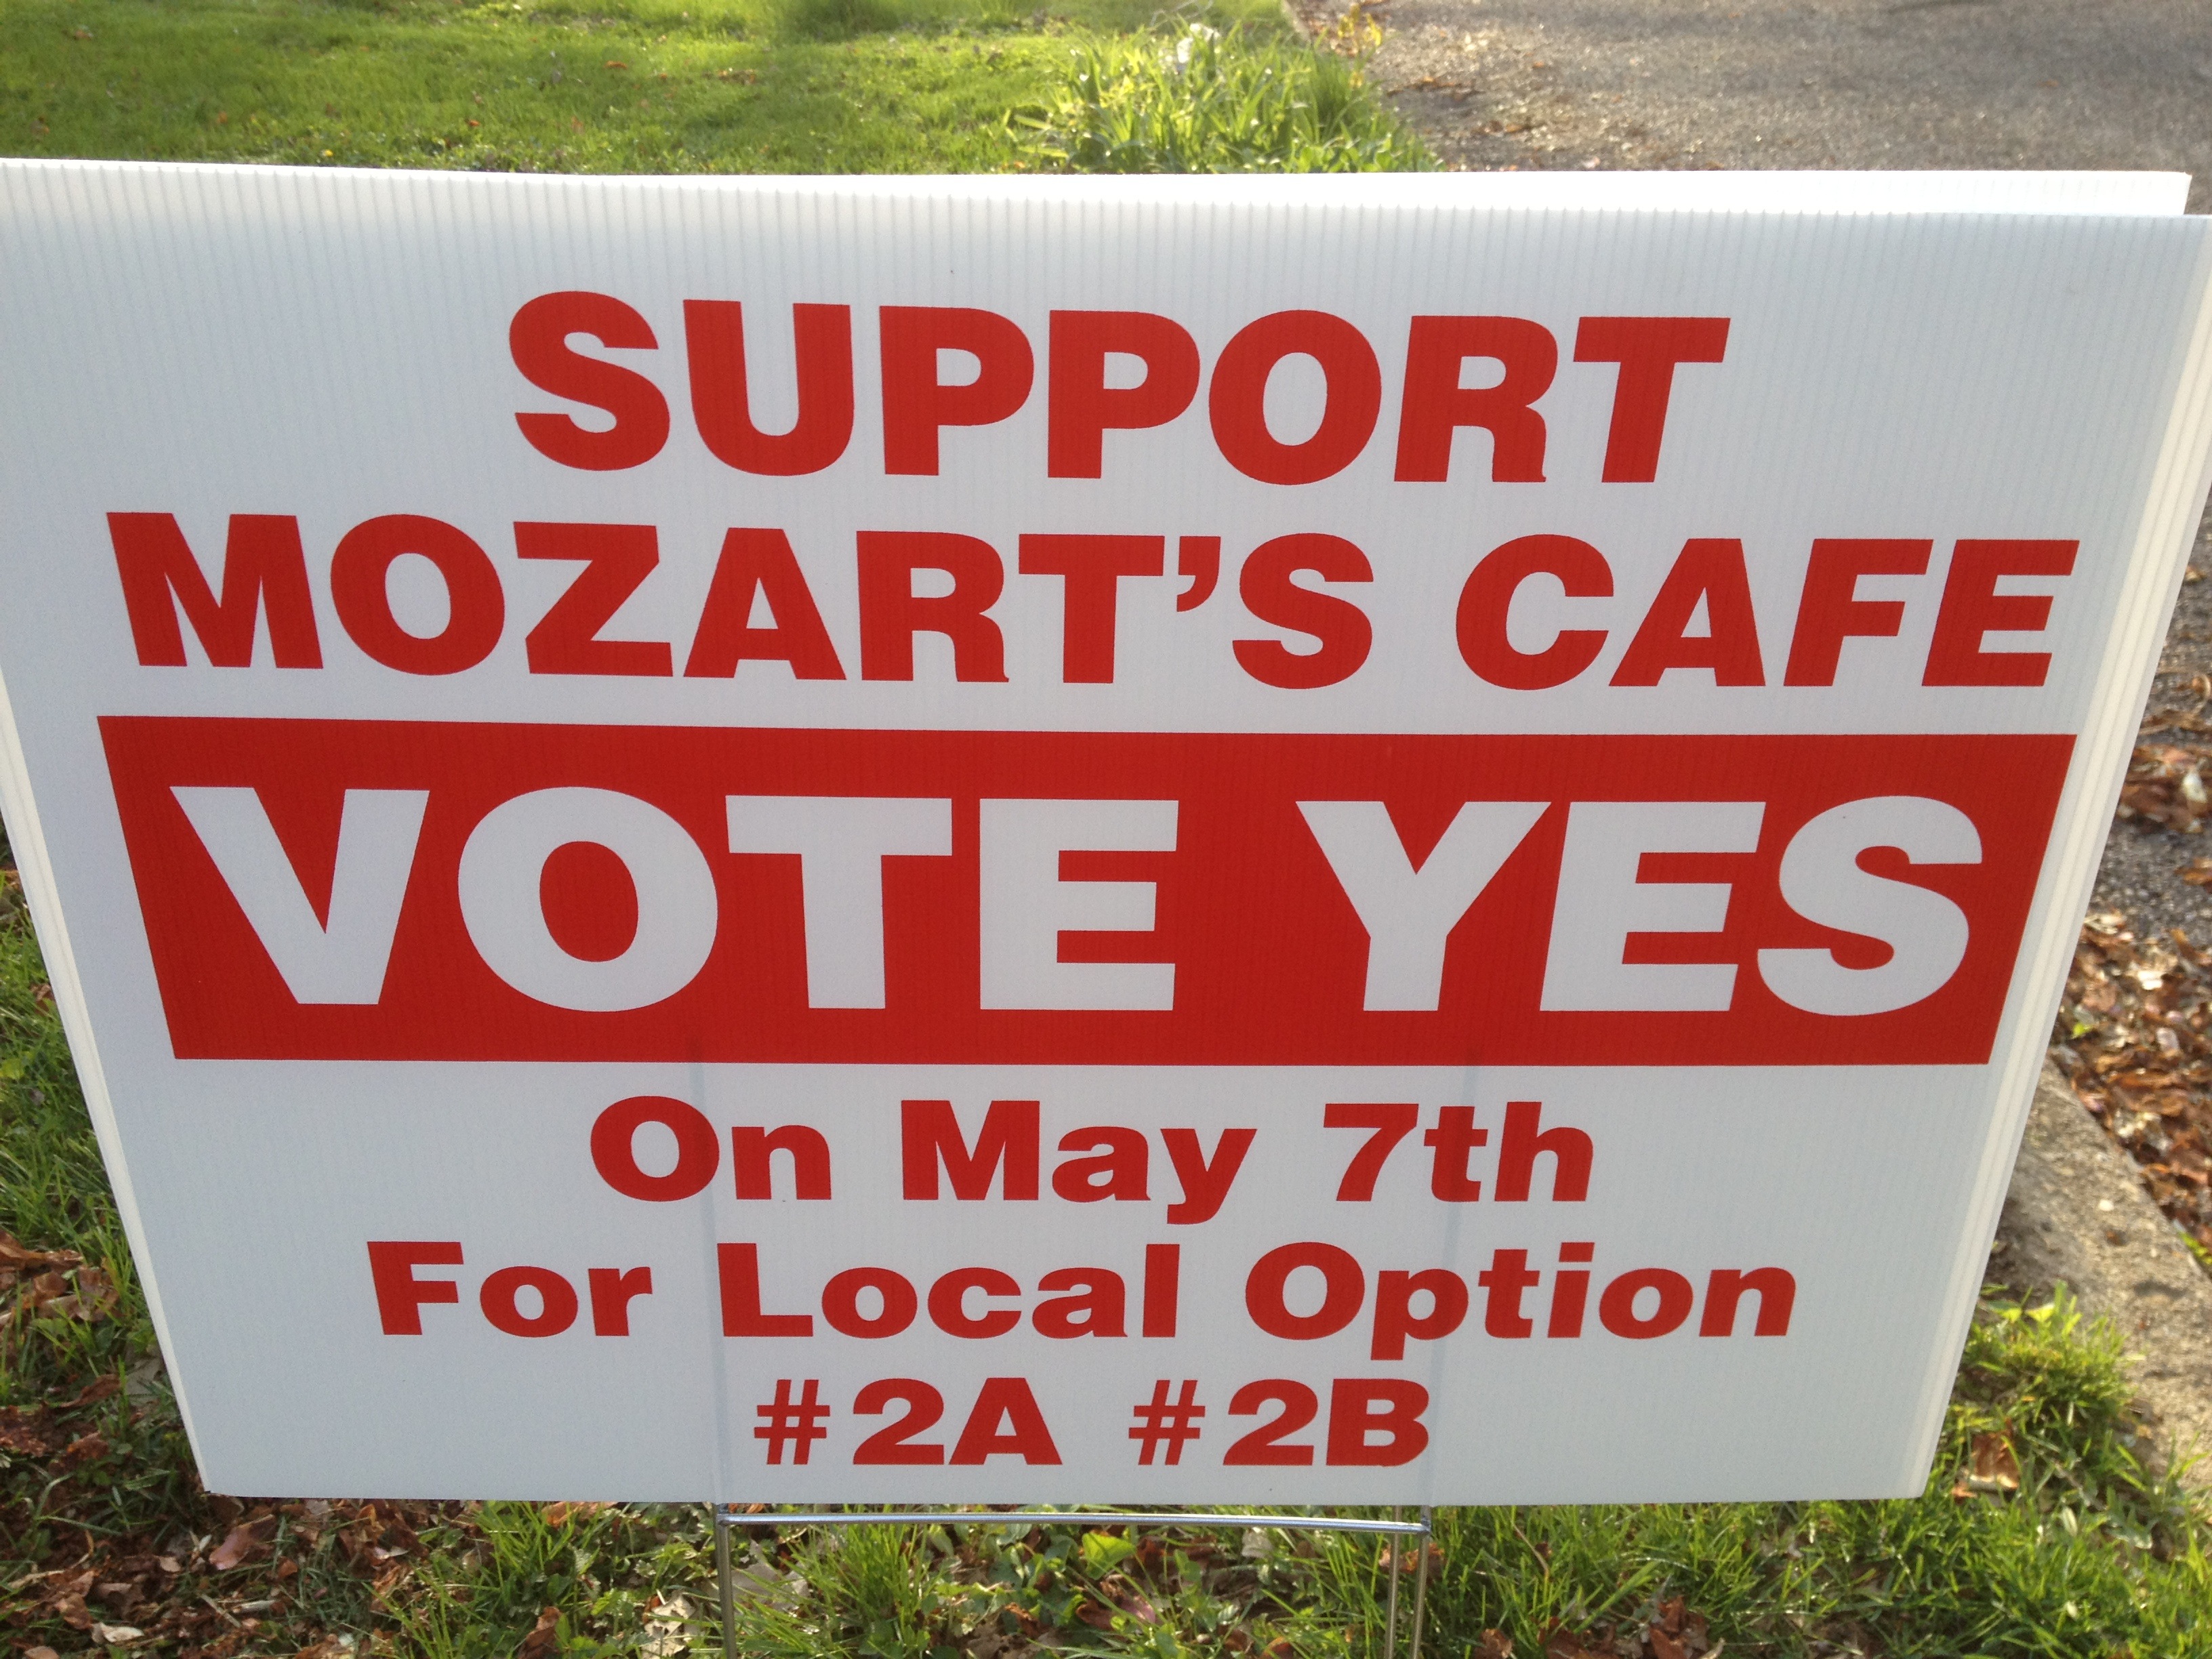 SUPPORT
MOZART'S CAFE
VOTE YES
On May 7th
For Local Option
#2A #2B